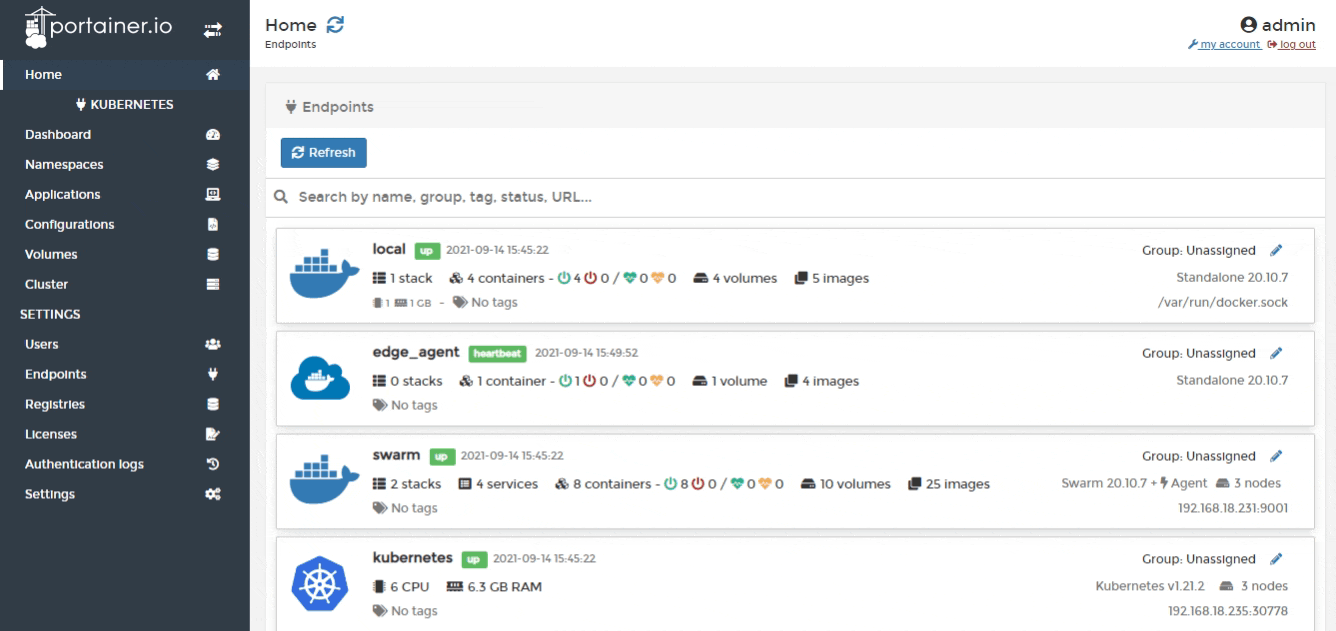 portainer.io
Home
KUBERNETES
Dashboard
Namespaces
Applications
Configurations
Volumes
Cluster
SETTINGS
Users
Endpoints
Registries
Licenses
Authentication logs
Settings
Home
Endpoints
admin
my account log out
Endpoints
Refresh
Search by name, group, tag, status, URL...
local up 2021-09-14 15:45:22 Group: Unassigned
1 stack 4 containers - 4 0 / 0 0 4 volumes 5 images Standalone 20.10.7
1 1 GB - No tags /var/run/docker.sock
edge_agent heartbeat 2021-09-14 15:49:52 Group: Unassigned
0 stacks 1 container - 1 0 / 0 0 1 volume 4 images Standalone 20.10.7
No tags
swarm up 2021-09-14 15:45:22 Group: Unassigned
2 stacks 4 services 8 containers - 8 0 / 0 0 10 volumes 25 images Swarm 20.10.7 + Agent 3 nodes
No tags 192.168.18.231:9001
kubernetes up 2021-09-14 15:45:22 Group: Unassigned
6 CPU 6.3 GB RAM Kubernetes v1.21.2 3 nodes
No tags 192.168.18.235:30778